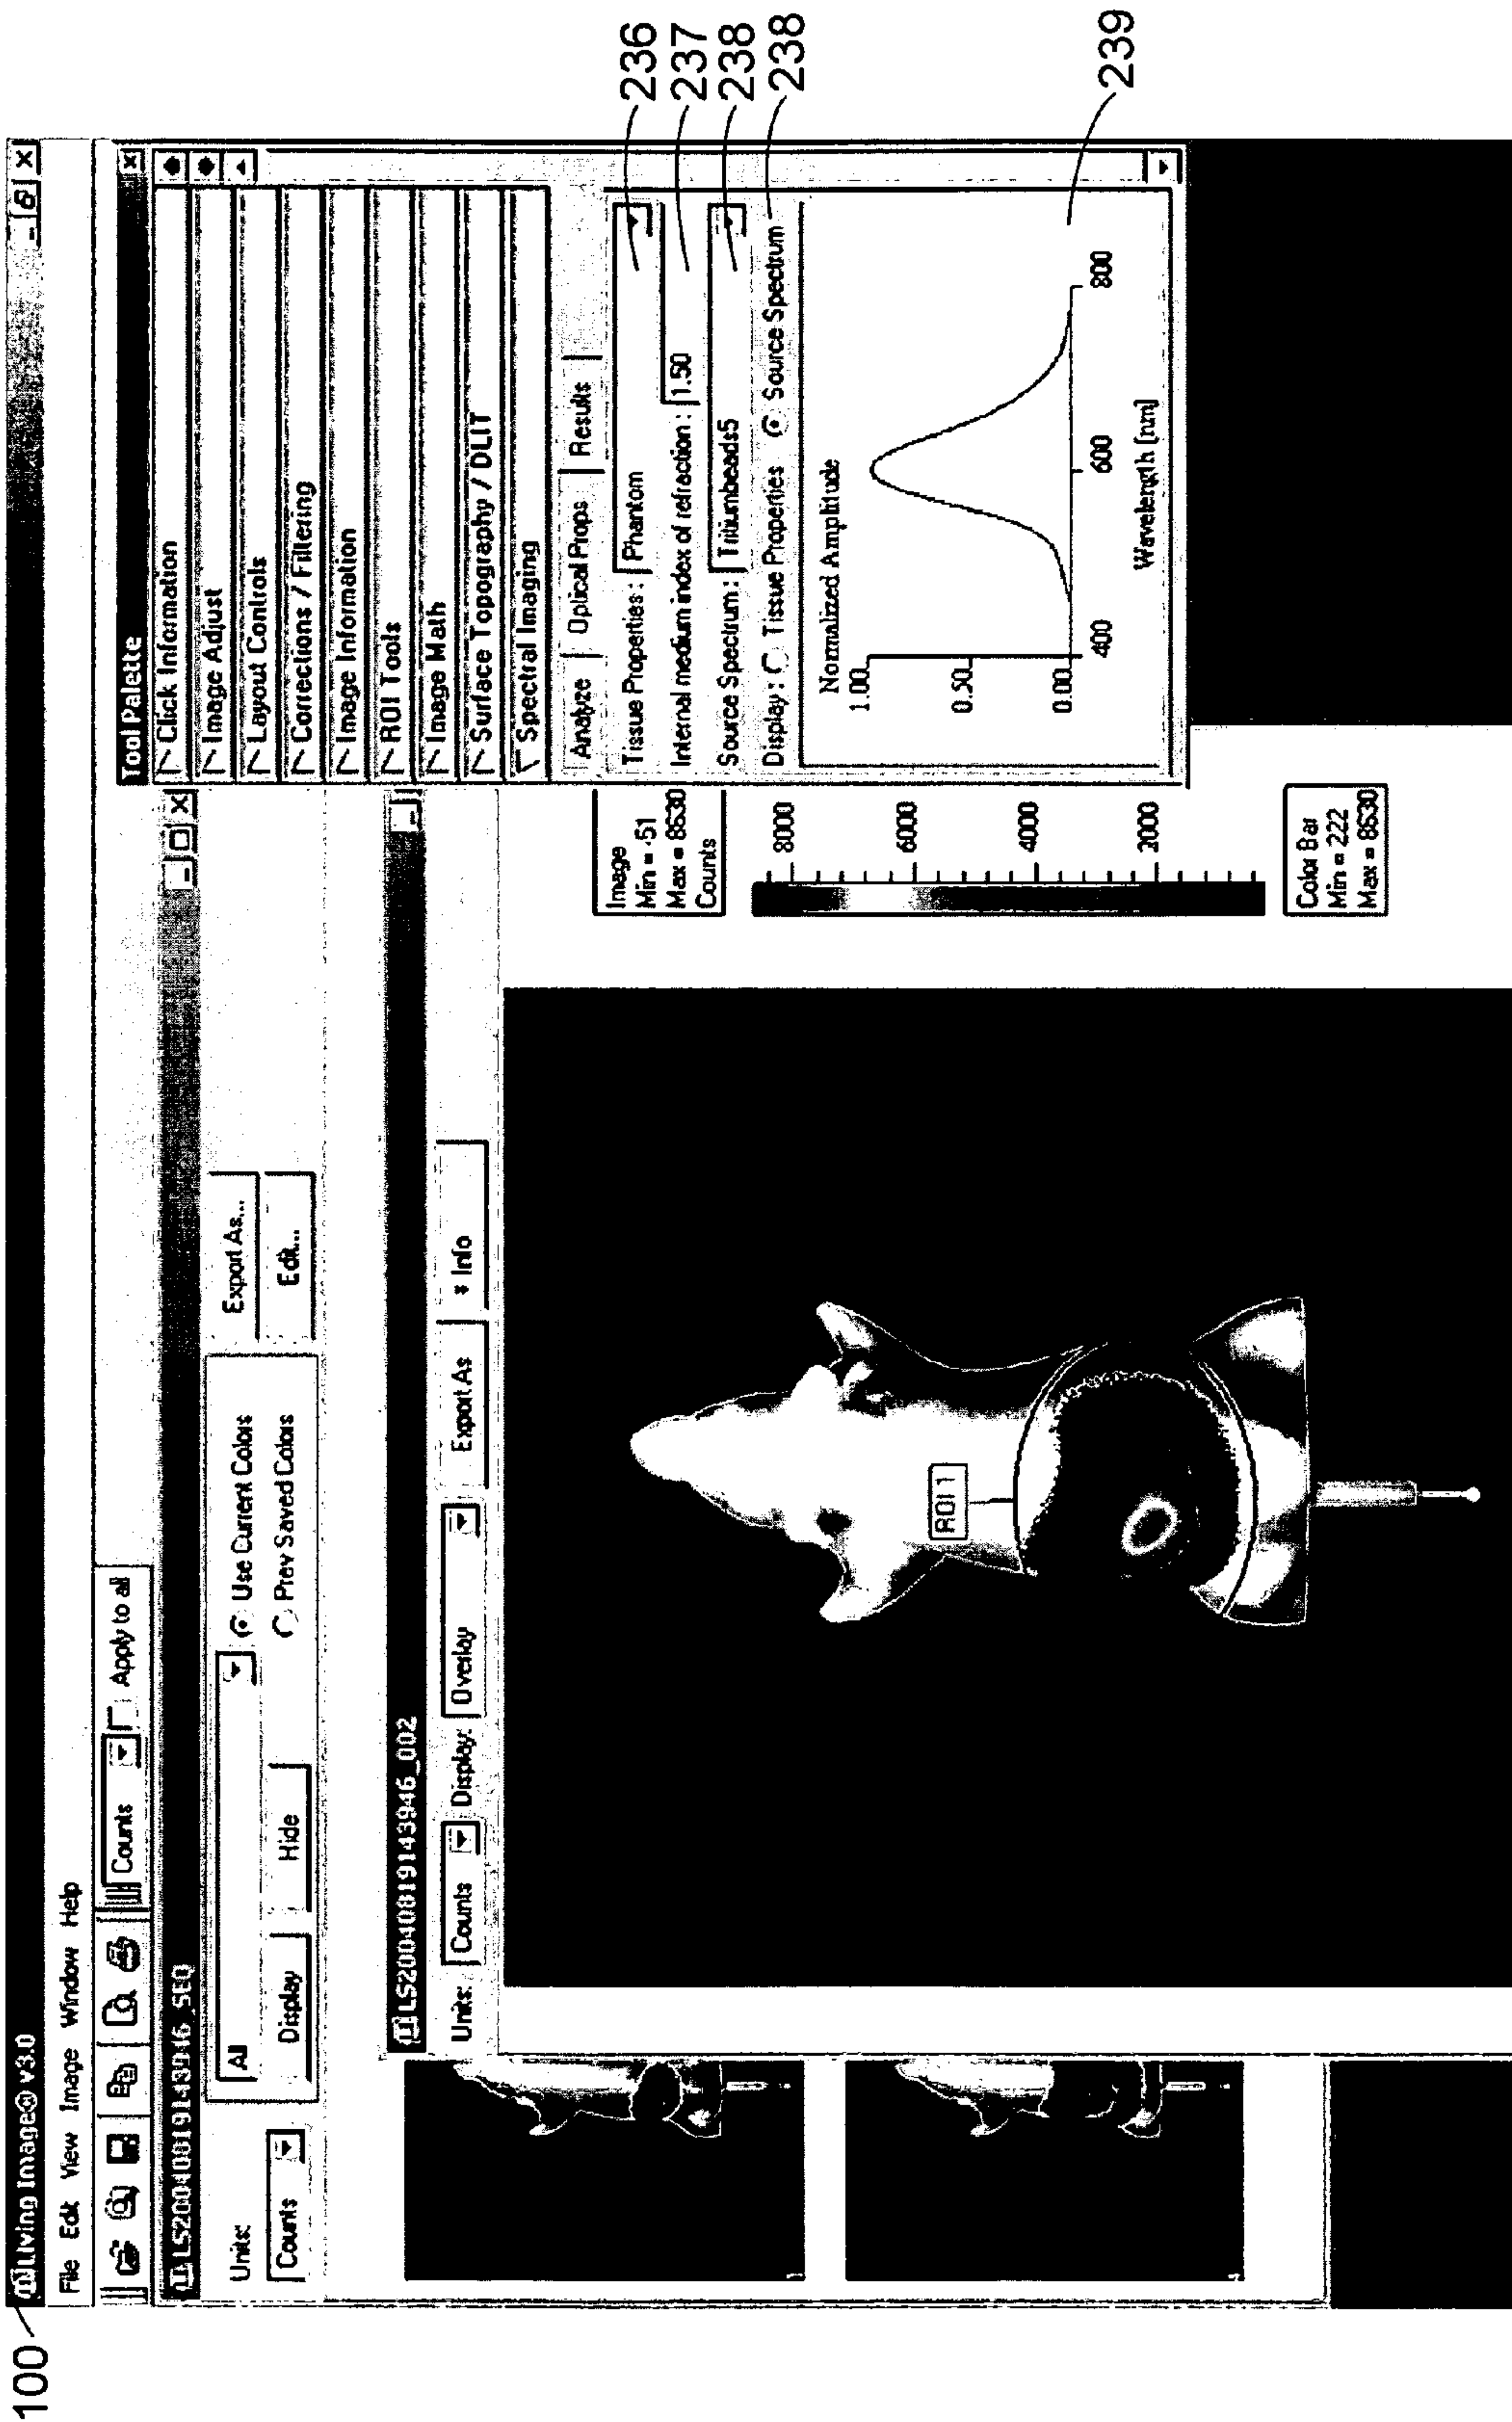 100
Living Image® v3.0
File Edit View Image Window Help
Counts Apply to all
LS20040819143946_SEQ
Units:
Counts
All
Display Hide
Use Current Colors
Prev Saved Colors
Export As...
Edit...
LS20040819143946_002
Units: Counts Display: Overlay Export As * Info
ROI 1
Image
Min = -51
Max = 8630
Counts
8000
6000
4000
2000
Color Bar
Min = 222
Max = 8630
Tool Palette
Click Information
Image Adjust
Layout Controls
Corrections / Filtering
Image Information
ROI Tools
Image Math
Surface Topography / DLIT
Spectral Imaging
Analyze Optical Props Results
Tissue Properties : Phantom
Internal medium index of refraction : 1.50
Source Spectrum : Tritiumbeads5
Display : Tissue Properties Source Spectrum
Normalized Amplitude
1.00
0.50
0.00
400 600 800
Wavelength [nm]
236
237
238
238
239